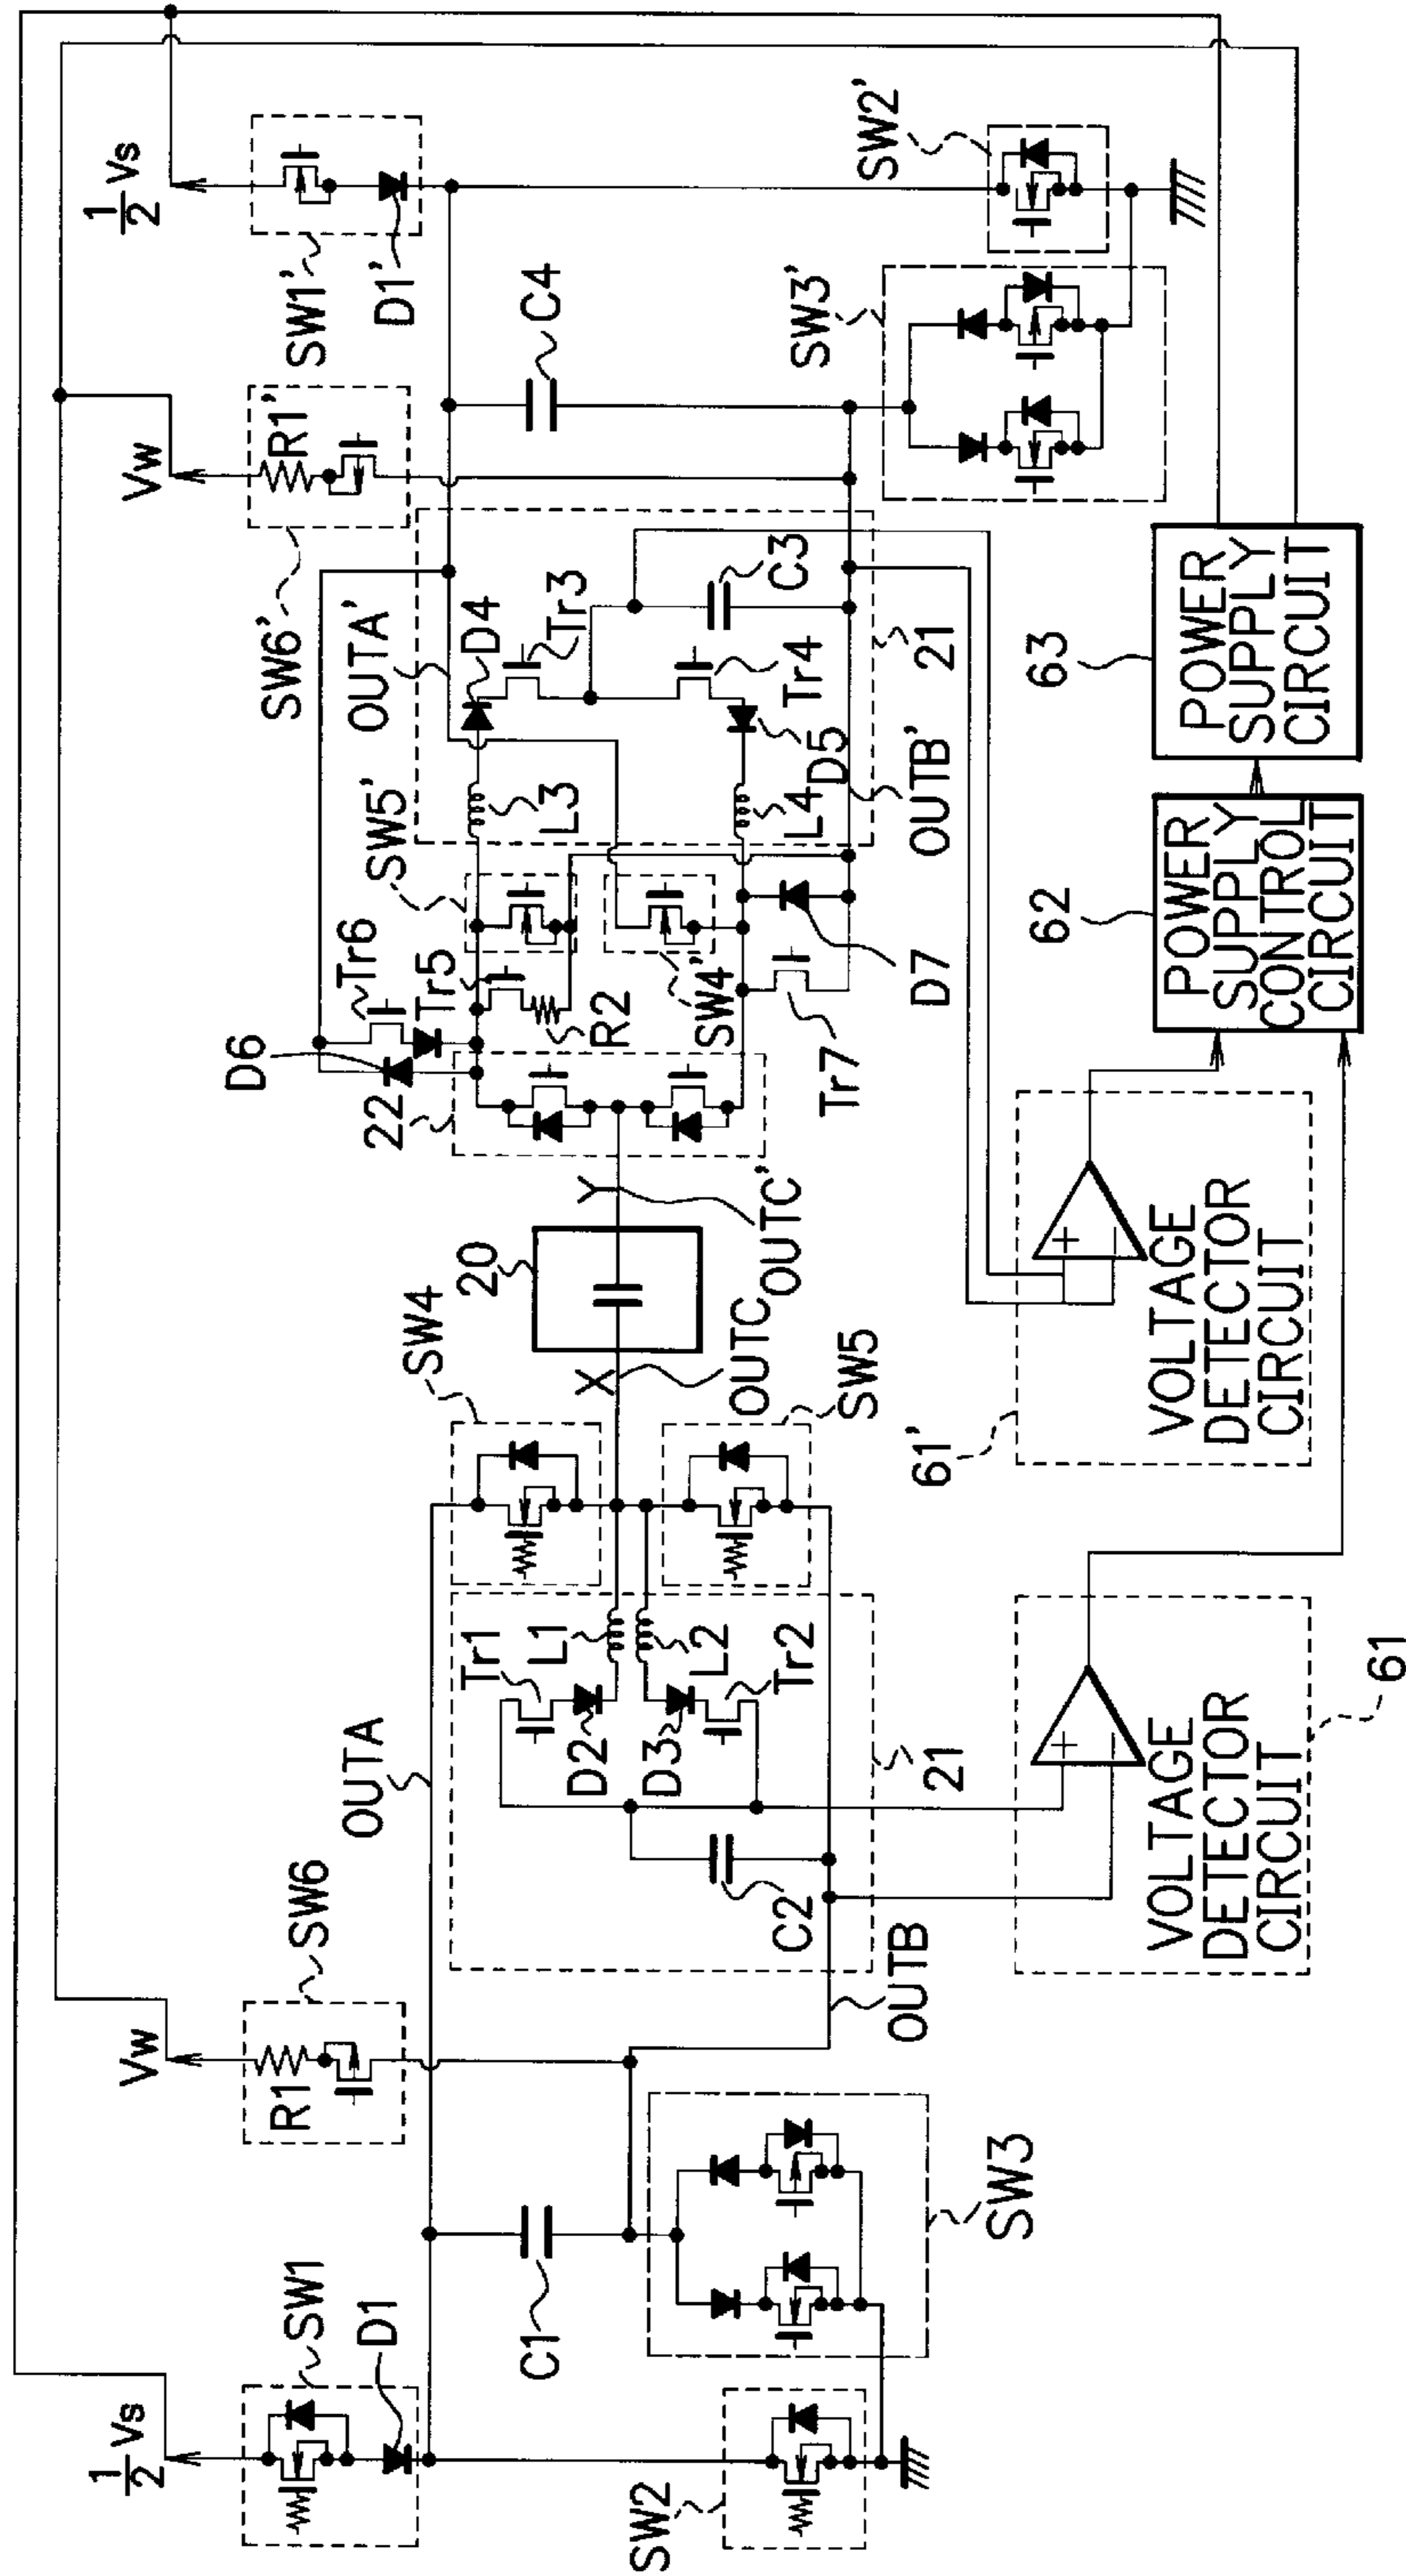 1/2 Vs
SW1
D1
SW2
C1
SW3
Vw
R1
SW6
OUTA
OUTB
C2
Tr1
L1
D2
D3
L2
Tr2
21
SW4
SW5
X
OUTC
20
Y
OUTC'
22
D6
Tr6
Tr5
R2
SW5'
SW4'
Tr7
D7
L3
L4
D4
Tr3
Tr4
D5
C3
21
OUTA'
OUTB'
SW6'
R1'
Vw
C4
SW3'
1/2 Vs
SW1'
D1'
SW2'
+
−
VOLTAGE
DETECTOR
CIRCUIT
61
+
−
VOLTAGE
DETECTOR
CIRCUIT
61'
62
POWER
SUPPLY
CONTROL
CIRCUIT
63
POWER
SUPPLY
CIRCUIT